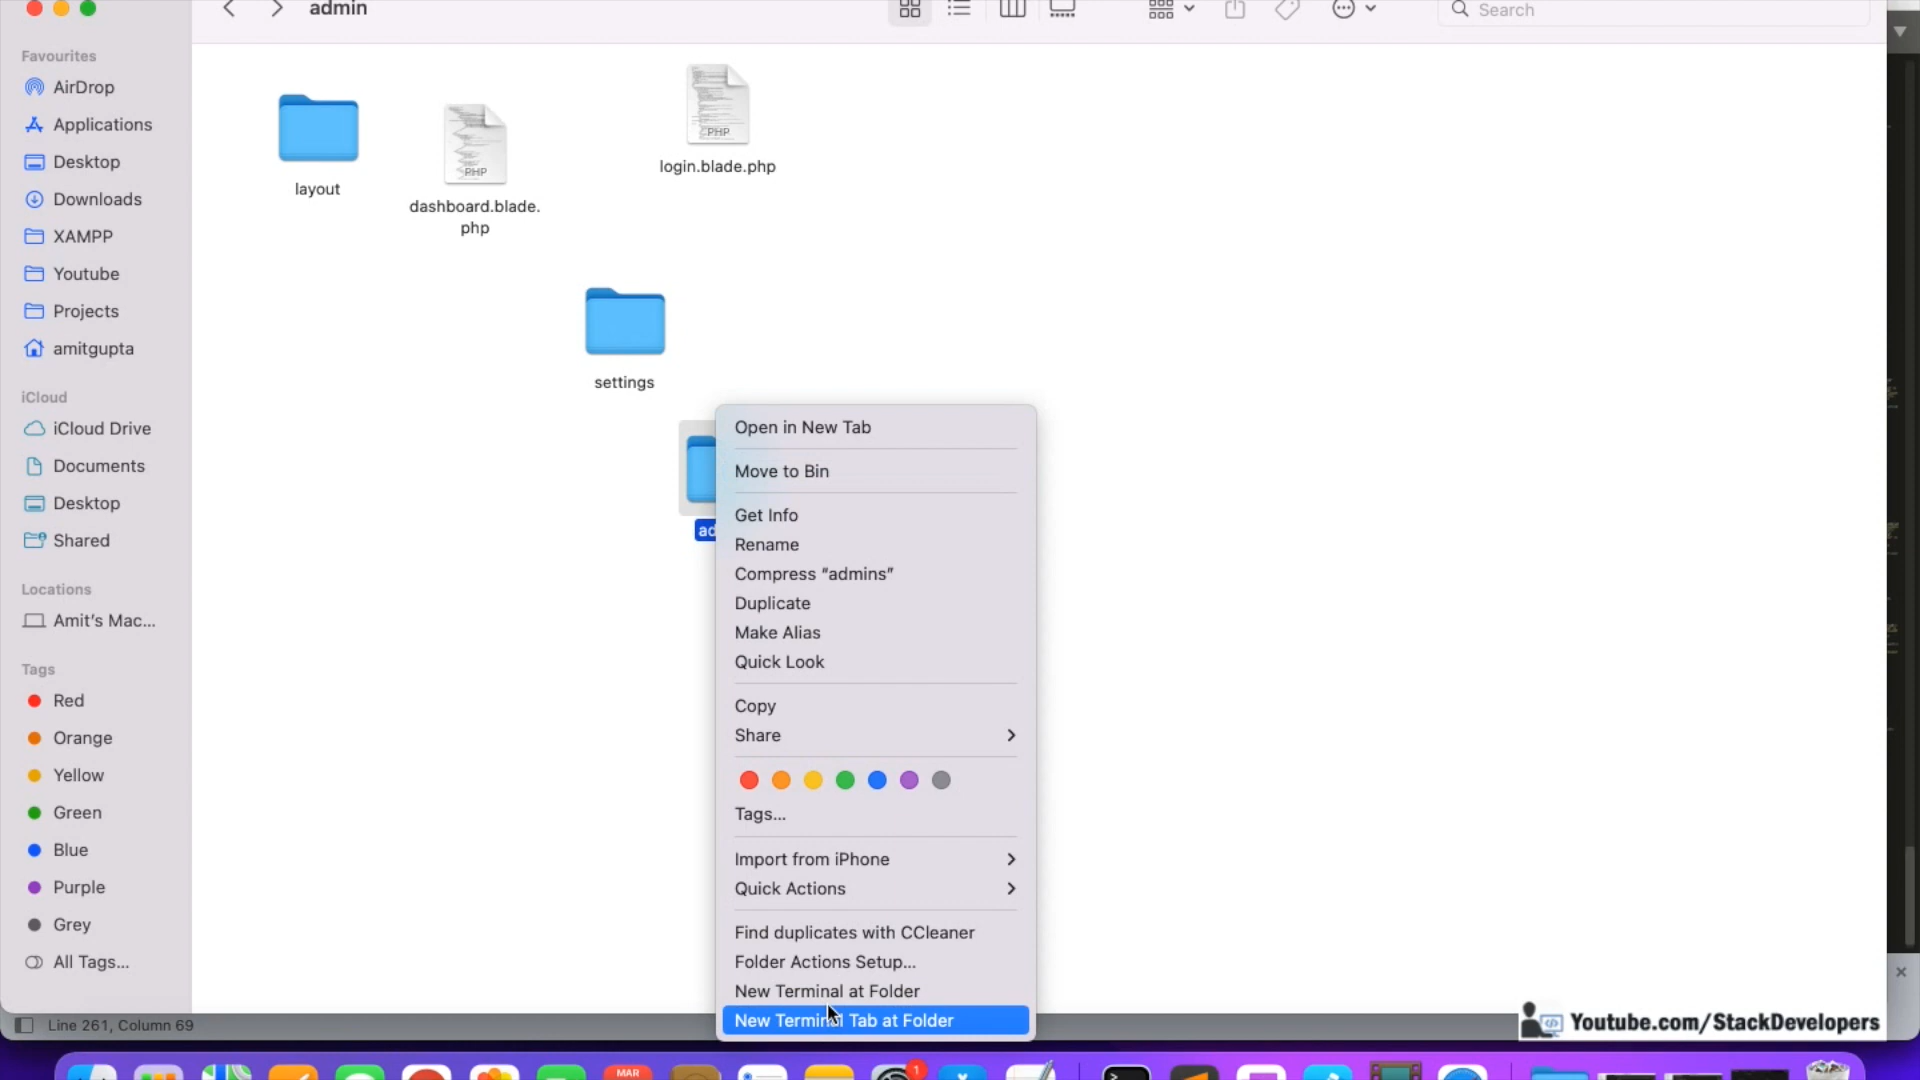 admin
Search
Favourites
AirDrop
Applications
Desktop
Downloads
XAMPP
Youtube
Projects
amitgupta
iCloud
iCloud Drive
Documents
Desktop
Shared
Locations
Amit's Mac...
Tags
Red
Orange
Yellow
Green
Blue
Purple
Grey
All Tags...
layout
PHP
dashboard.blade.
php
PHP
login.blade.php
settings
ad
Open in New Tab
Move to Bin
Get Info
Rename
Compress "admins"
Duplicate
Make Alias
Quick Look
Copy
Share
Tags...
Import from iPhone
Quick Actions
Find duplicates with CCleaner
Folder Actions Setup...
New Terminal at Folder
New Terminal Tab at Folder
Line 261, Column 69
Youtube.com/StackDevelopers
MAR
1